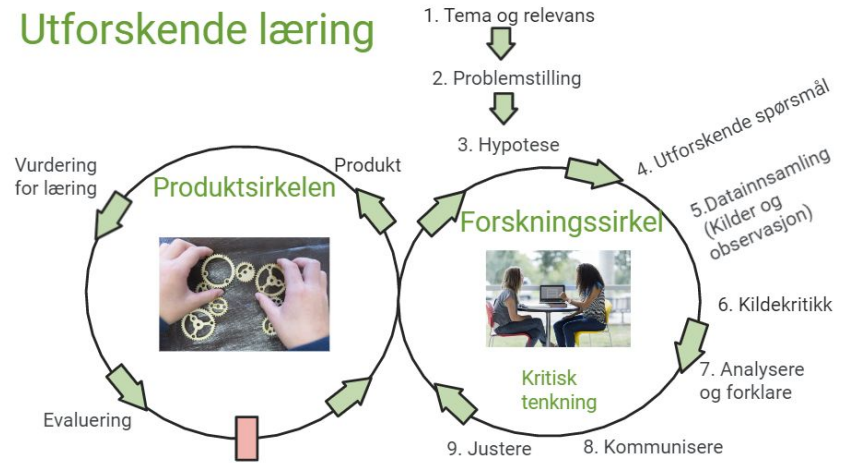 Utforskende læring
1. Tema og relevans
2. Problemstilling
3. Hypotese
4. Utforskende spørsmål
5.Datainnsamling
(Kilder og
observasjon)
6. Kildekritikk
7. Analysere
og forklare
8. Kommunisere
9. Justere
Forskningssirkel
Kritisk
tenkning
Produktsirkelen
Produkt
Vurdering
for læring
Evaluering